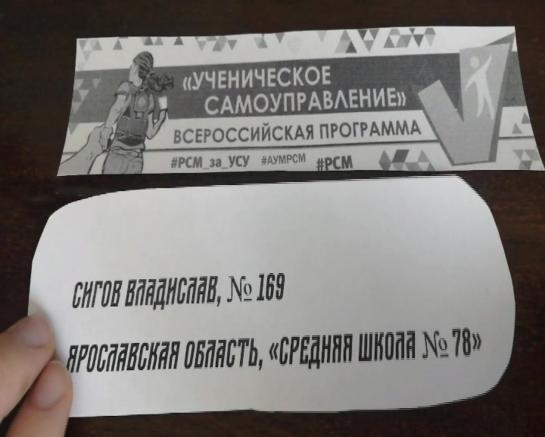 «УЧЕНИЧЕСКОЕ
САМОУПРАВЛЕНИЕ»
ВСЕРОССИЙСКАЯ ПРОГРАММА
#РСМ_за_УСУ #АУМРСМ #РСМ
СИГОВ ВЛАДИСЛАВ, № 169
ЯРОСЛАВСКАЯ ОБЛАСТЬ, «СРЕДНЯЯ ШКОЛА № 78»